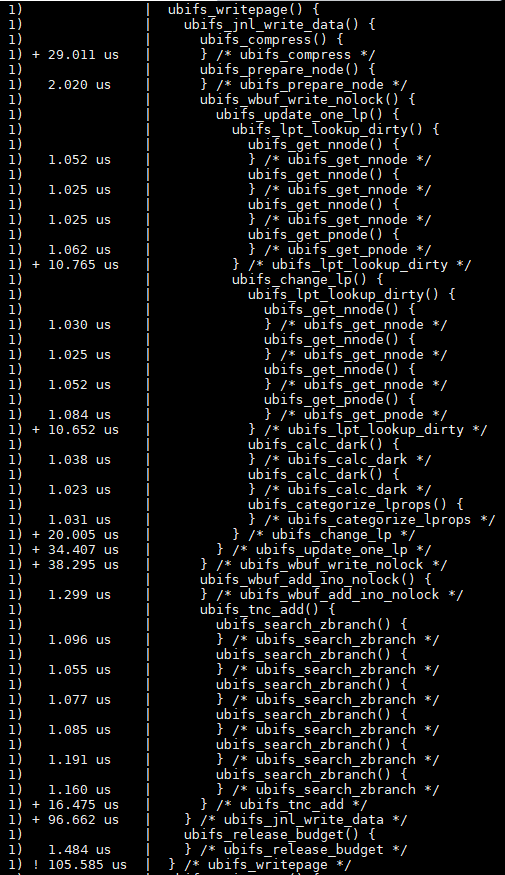 1)               |  ubifs_writepage() {
1)               |    ubifs_jnl_write_data() {
1)               |      ubifs_compress() {
1) + 29.011 us   |      } /* ubifs_compress */
1)               |      ubifs_prepare_node() {
1)   2.020 us    |      } /* ubifs_prepare_node */
1)               |      ubifs_wbuf_write_nolock() {
1)               |        ubifs_update_one_lp() {
1)               |          ubifs_lpt_lookup_dirty() {
1)               |            ubifs_get_nnode() {
1)   1.052 us    |            } /* ubifs_get_nnode */
1)               |            ubifs_get_nnode() {
1)   1.025 us    |            } /* ubifs_get_nnode */
1)               |            ubifs_get_nnode() {
1)   1.025 us    |            } /* ubifs_get_nnode */
1)               |            ubifs_get_pnode() {
1)   1.062 us    |            } /* ubifs_get_pnode */
1) + 10.765 us   |          } /* ubifs_lpt_lookup_dirty */
1)               |          ubifs_change_lp() {
1)               |            ubifs_lpt_lookup_dirty() {
1)               |              ubifs_get_nnode() {
1)   1.030 us    |              } /* ubifs_get_nnode */
1)               |              ubifs_get_nnode() {
1)   1.025 us    |              } /* ubifs_get_nnode */
1)               |              ubifs_get_nnode() {
1)   1.052 us    |              } /* ubifs_get_nnode */
1)               |              ubifs_get_pnode() {
1)   1.084 us    |              } /* ubifs_get_pnode */
1) + 10.652 us   |            } /* ubifs_lpt_lookup_dirty */
1)               |            ubifs_calc_dark() {
1)   1.038 us    |            } /* ubifs_calc_dark */
1)               |            ubifs_calc_dark() {
1)   1.023 us    |            } /* ubifs_calc_dark */
1)               |            ubifs_categorize_lprops() {
1)   1.031 us    |            } /* ubifs_categorize_lprops */
1) + 20.005 us   |          } /* ubifs_change_lp */
1) + 34.407 us   |        } /* ubifs_update_one_lp */
1) + 38.295 us   |      } /* ubifs_wbuf_write_nolock */
1)               |      ubifs_wbuf_add_ino_nolock() {
1)   1.299 us    |      } /* ubifs_wbuf_add_ino_nolock */
1)               |      ubifs_tnc_add() {
1)               |        ubifs_search_zbranch() {
1)   1.096 us    |        } /* ubifs_search_zbranch */
1)               |        ubifs_search_zbranch() {
1)   1.055 us    |        } /* ubifs_search_zbranch */
1)               |        ubifs_search_zbranch() {
1)   1.077 us    |        } /* ubifs_search_zbranch */
1)               |        ubifs_search_zbranch() {
1)   1.085 us    |        } /* ubifs_search_zbranch */
1)               |        ubifs_search_zbranch() {
1)   1.191 us    |        } /* ubifs_search_zbranch */
1)               |        ubifs_search_zbranch() {
1)   1.160 us    |        } /* ubifs_search_zbranch */
1) + 16.475 us   |      } /* ubifs_tnc_add */
1) + 96.662 us   |    } /* ubifs_jnl_write_data */
1)               |    ubifs_release_budget() {
1)   1.484 us    |    } /* ubifs_release_budget */
1) ! 105.585 us  |  } /* ubifs_writepage */